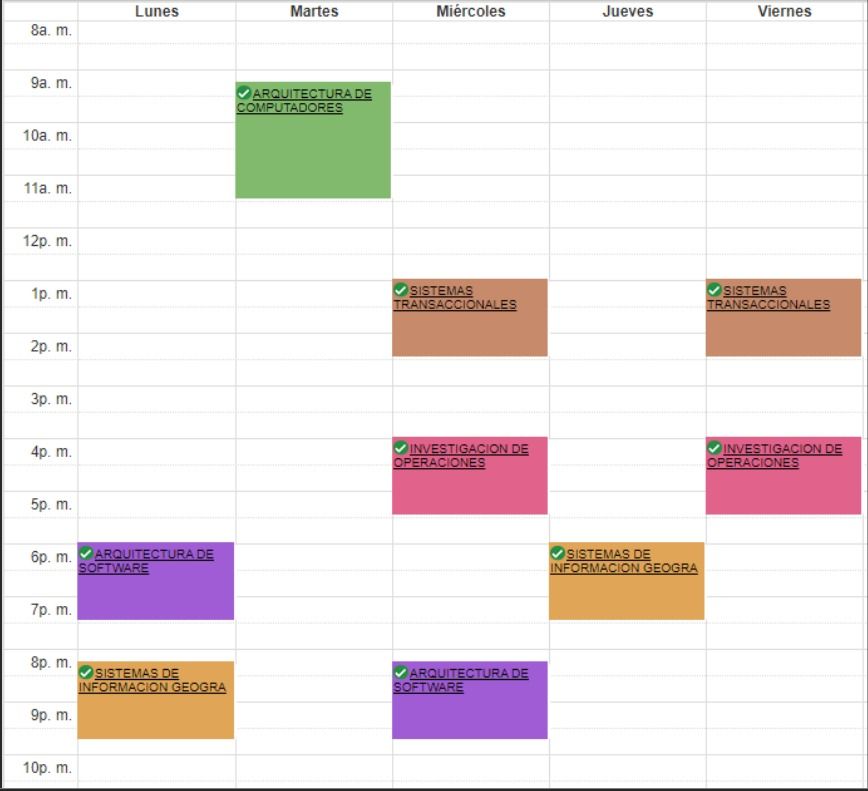 Lunes Martes Miércoles Jueves Viernes
8a. m.
9a. m.
ARQUITECTURA DE
COMPUTADORES
10a. m.
11a. m.
12p. m.
1p. m.
SISTEMAS
TRANSACCIONALES
SISTEMAS
TRANSACCIONALES
2p. m.
3p. m.
4p. m.
INVESTIGACION DE
OPERACIONES
INVESTIGACION DE
OPERACIONES
5p. m.
6p. m.
ARQUITECTURA DE
SOFTWARE
SISTEMAS DE
INFORMACION GEOGRA
7p. m.
8p. m.
SISTEMAS DE
INFORMACION GEOGRA
ARQUITECTURA DE
SOFTWARE
9p. m.
10p. m.